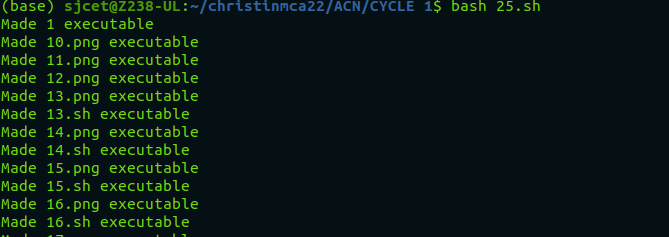 (base) sjcet@Z238-UL:~/christinmca22/ACN/CYCLE 1$ bash 25.sh
Made 1 executable
Made 10.png executable
Made 11.png executable
Made 12.png executable
Made 13.png executable
Made 13.sh executable
Made 14.png executable
Made 14.sh executable
Made 15.png executable
Made 15.sh executable
Made 16.png executable
Made 16.sh executable